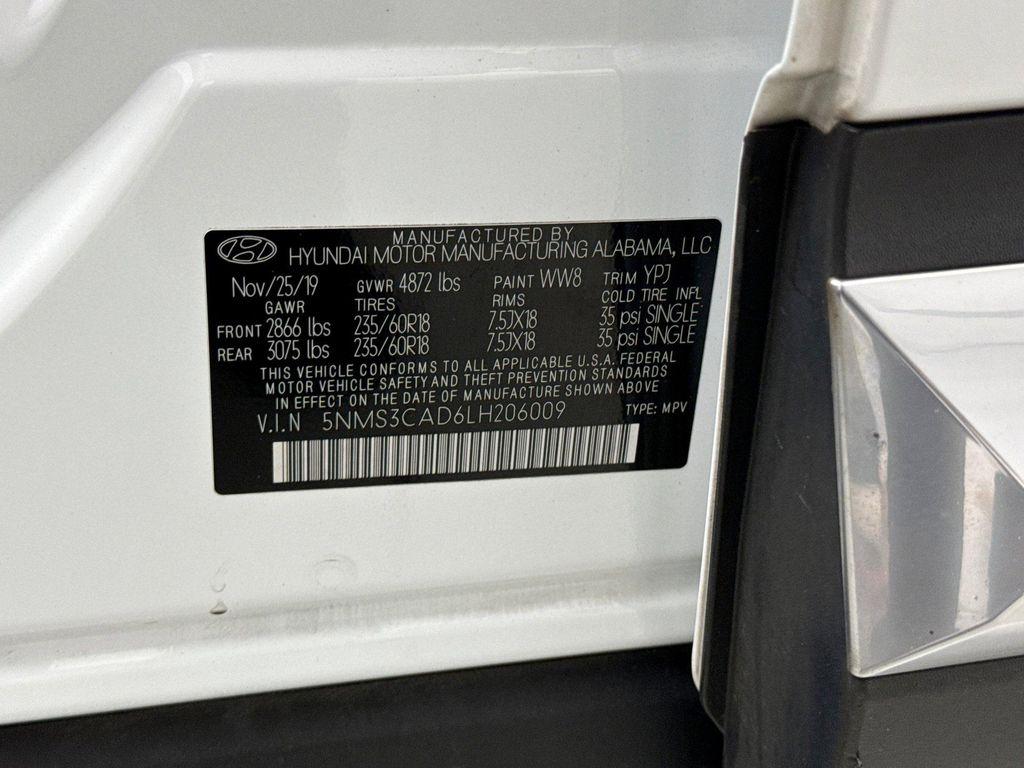 MANUFACTURED BY
HYUNDAI MOTOR MANUFACTURING ALABAMA, LLC
Nov/25/19 GVWR 4872 lbs PAINT WW8 TRIM YPJ
GAWR TIRES RIMS COLD TIRE INFL
FRONT 2866 lbs 235/60R18 7.5JX18 35 psi SINGLE
REAR 3075 lbs 235/60R18 7.5JX18 35 psi SINGLE
THIS VEHICLE CONFORMS TO ALL APPLICABLE U.S.A. FEDERAL
MOTOR VEHICLE SAFETY AND THEFT PREVENTION STANDARDS
IN EFFECT ON THE DATE OF MANUFACTURE SHOWN ABOVE
V.I.N 5NMS3CAD6LH206009 TYPE: MPV